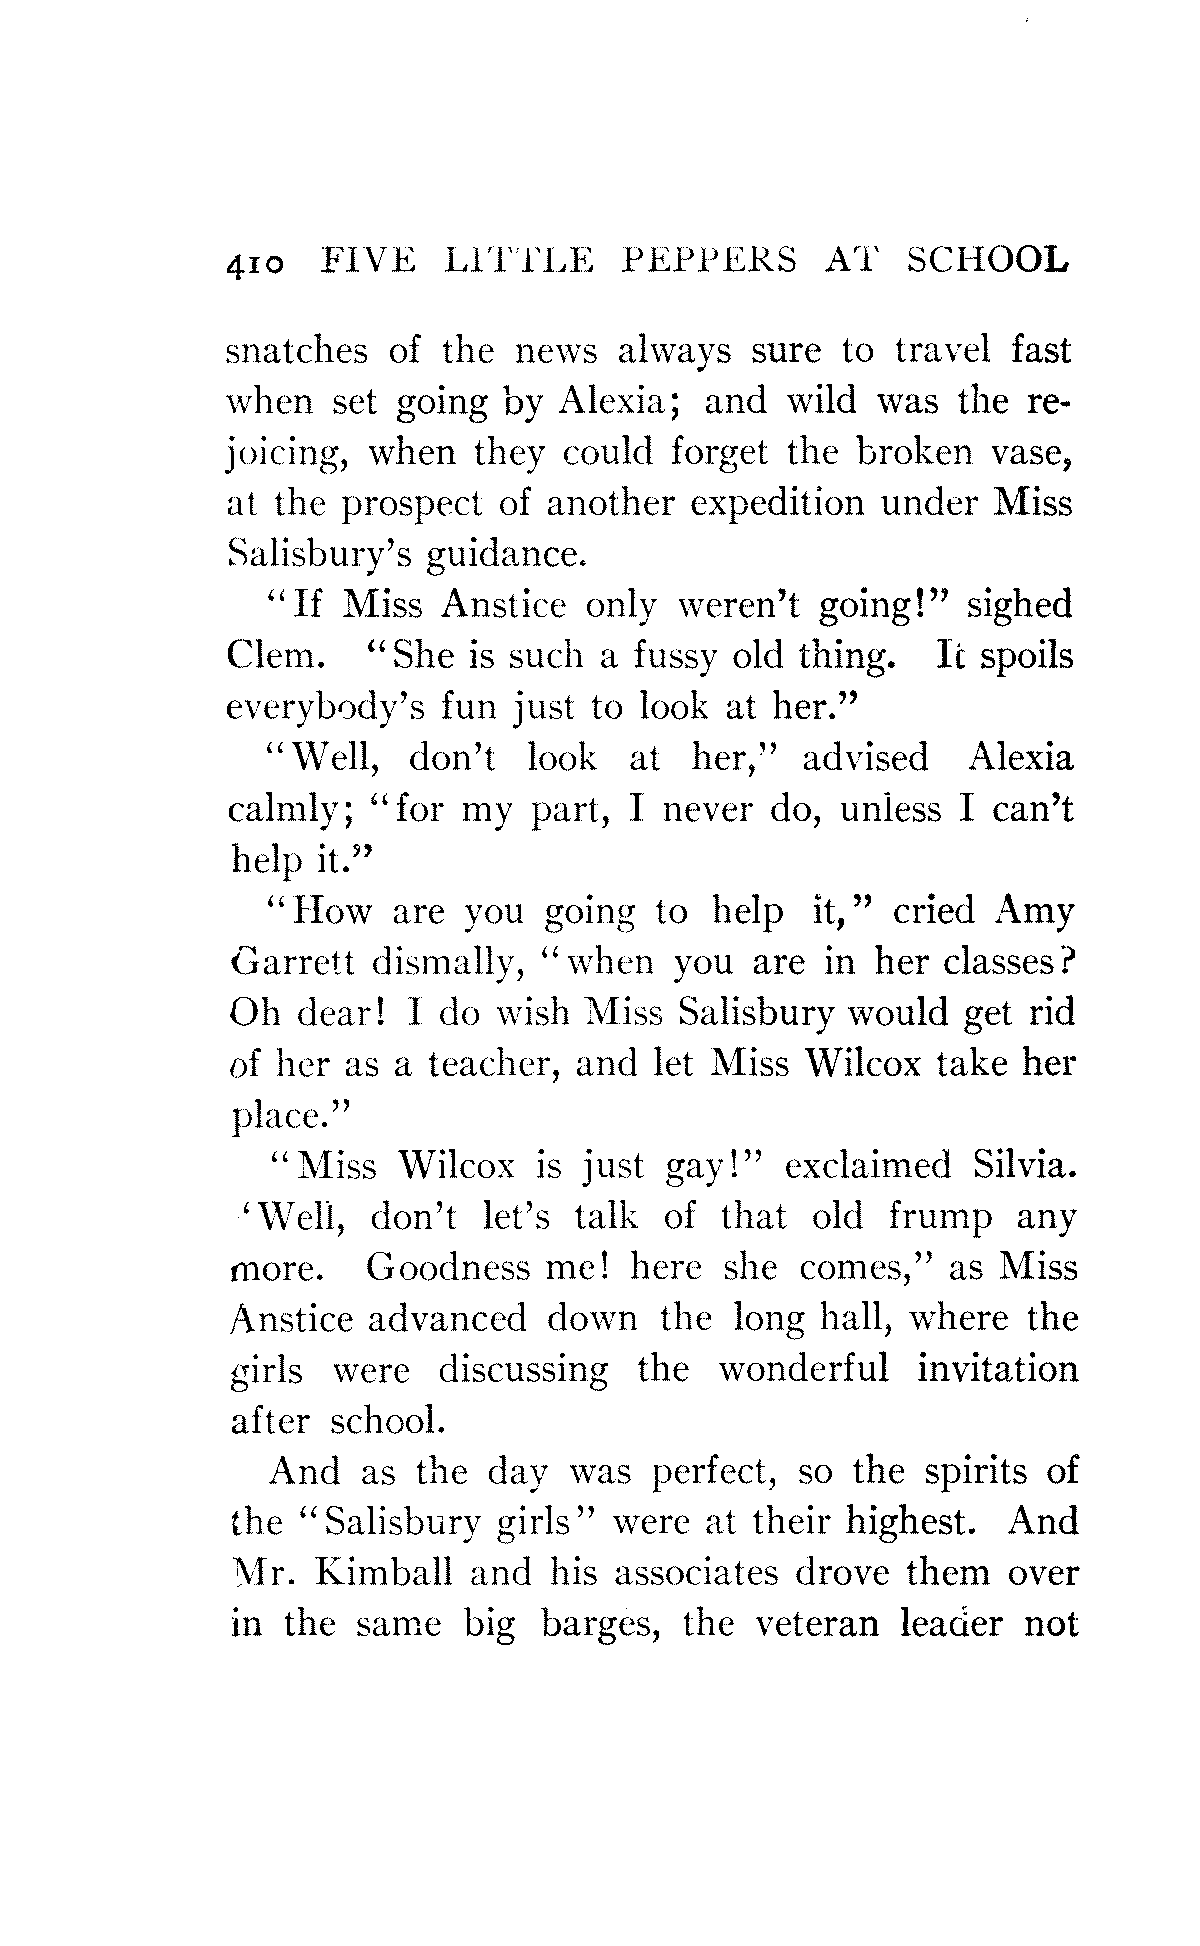 410 FIVE LITTLE PEPPERS AT SCHOOL
snatches of the news always sure to travel fast
when set going by Alexia; and wild was the re-
joicing, when they could forget the broken vase,
at the prospect of another expedition under Miss
Salisbury's guidance.
"If Miss Anstice only weren't going!" sighed
Clem. "She is such a fussy old thing. It spoils
everybody's fun just to look at her."
"Well, don't look at her," advised Alexia
calmly; "for my part, I never do, unless I can't
help it."
"How are you going to help it," cried Amy
Garrett dismally, "when you are in her classes?
Oh dear! I do wish Miss Salisbury would get rid
of her as a teacher, and let Miss Wilcox take her
place."
"Miss Wilcox is just gay!" exclaimed Silvia.
'Well, don't let's talk of that old frump any
more. Goodness me! here she comes," as Miss
Anstice advanced down the long hall, where the
girls were discussing the wonderful invitation
after school.
And as the day was perfect, so the spirits of
the "Salisbury girls" were at their highest. And
Mr. Kimball and his associates drove them over
in the same big barges, the veteran leader not